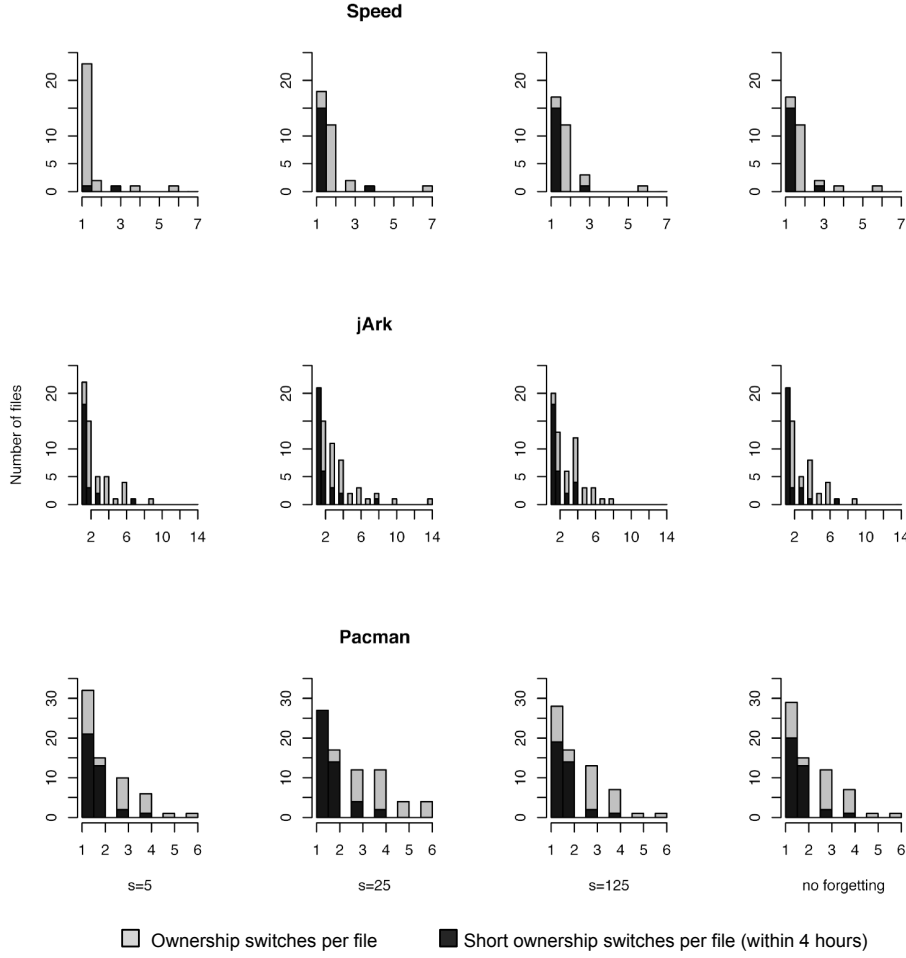 Speed
0 5 10 20
1 3 5 7
0 5 10 20
1 3 5 7
0 5 10 20
1 3 5 7
0 5 10 20
1 3 5 7
jArk
Number of files
0 5 10 20
2 6 10 14
0 5 10 20
2 6 10 14
0 5 10 20
2 6 10 14
0 5 10 20
2 6 10 14
Pacman
0 10 20 30
1 2 3 4 5 6
0 10 20 30
1 2 3 4 5 6
0 10 20 30
1 2 3 4 5 6
0 10 20 30
1 2 3 4 5 6
s=5 s=25 s=125 no forgetting
Ownership switches per file Short ownership switches per file (within 4 hours)